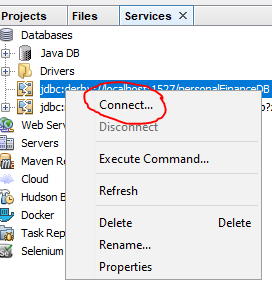 Projects Files Services
Databases
Java DB
Drivers
jdbc:derby://localhost:1527/personalFinanceDB
Connect...
jdbc:
Disconnect
Web Serv
Servers
Execute Command...
Maven Re
Cloud
Refresh
Hudson B
Docker
Delete Delete
Task Rep
Rename...
Selenium
Properties